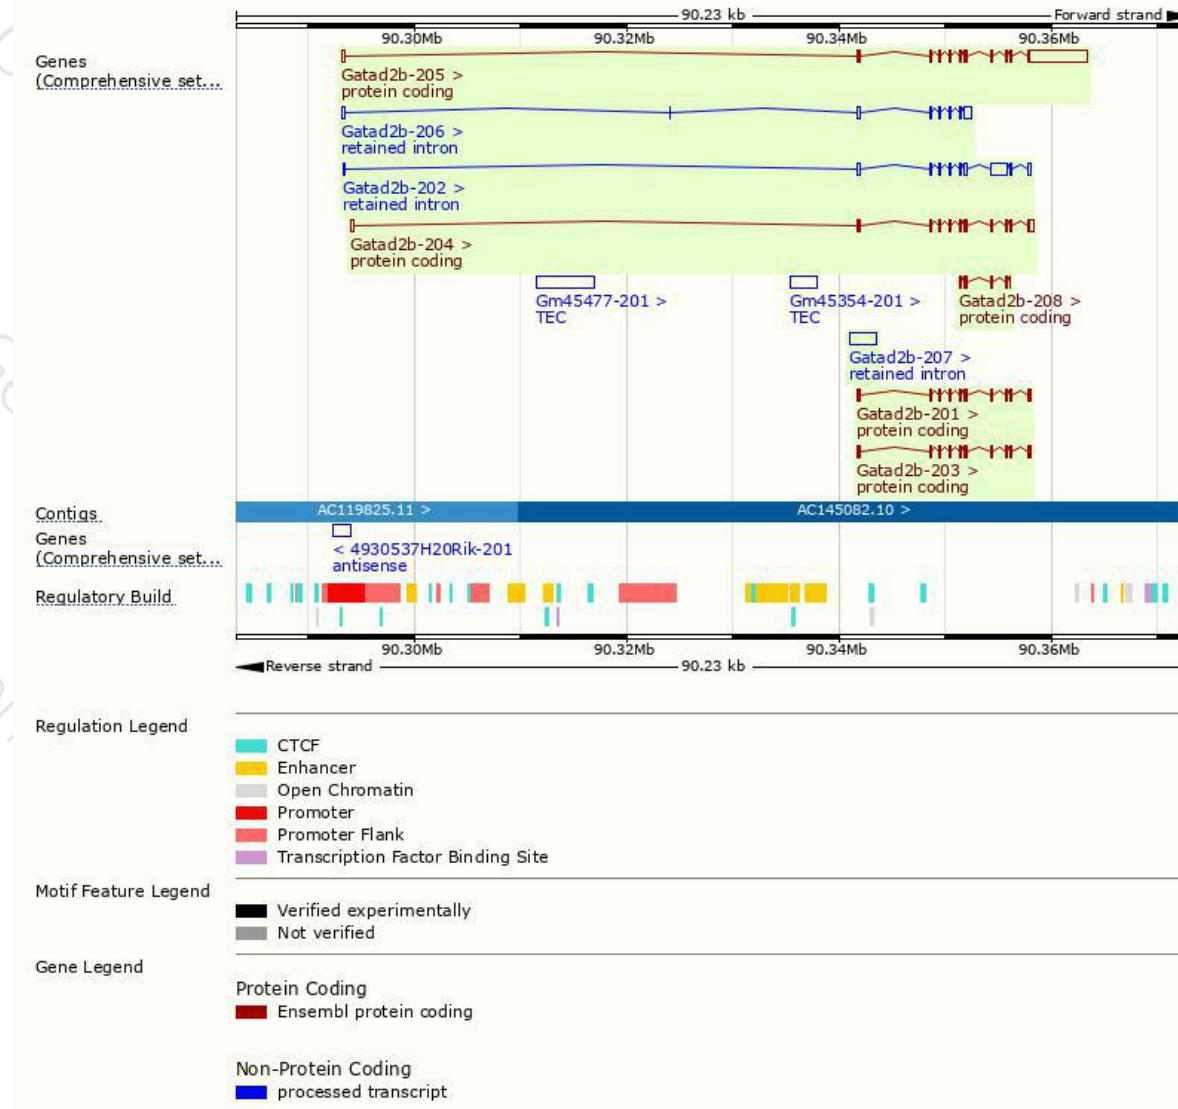 90.23 kb Forward strand
90.30Mb 90.32Mb 90.34Mb 90.36Mb
Genes
(Comprehensive set...
Gatad2b-205 >
protein coding
Gatad2b-206 >
retained intron
Gatad2b-202 >
retained intron
Gatad2b-204 >
protein coding
Gm45477-201 > Gm45354-201 > Gatad2b-208 >
TEC TEC protein coding
Gatad2b-207 >
retained intron
Gatad2b-201 >
protein coding
Gatad2b-203 >
protein coding
Contigs AC119825.11 > AC145082.10 >
Genes
(Comprehensive set...
< 4930537H20Rik-201
antisense
Regulatory Build
90.30Mb 90.32Mb 90.34Mb 90.36Mb
Reverse strand 90.23 kb
Regulation Legend
CTCF
Enhancer
Open Chromatin
Promoter
Promoter Flank
Transcription Factor Binding Site
Motif Feature Legend
Verified experimentally
Not verified
Gene Legend
Protein Coding
Ensembl protein coding
Non-Protein Coding
processed transcript